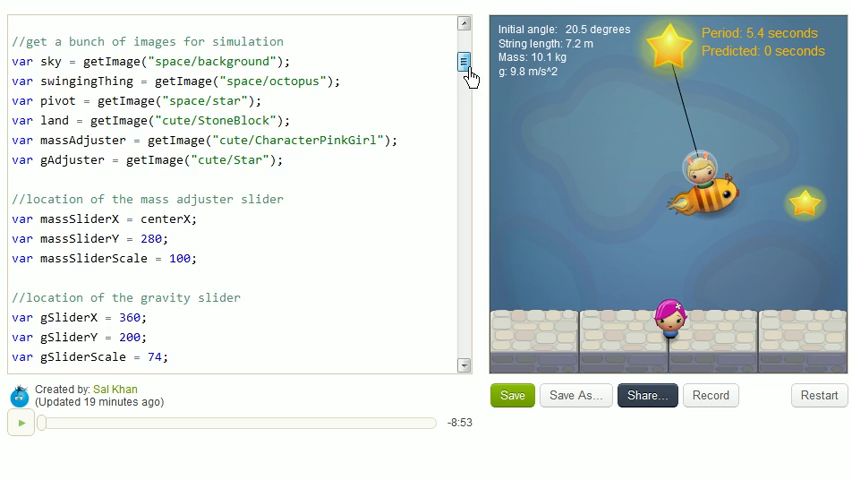 //get a bunch of images for simulation
var sky = getImage("space/background");
var swingingThing = getImage("space/octopus");
var pivot = getImage("space/star");
var land = getImage("cute/StoneBlock");
var massAdjuster = getImage("cute/CharacterPinkGirl");
var gAdjuster = getImage("cute/Star");
//location of the mass adjuster slider
var massSliderX = centerX;
var massSliderY = 280;
var massSliderScale = 100;
//location of the gravity slider
var gSliderX = 360;
var gSliderY = 200;
var gSliderScale = 74;
Initial angle: 20.5 degrees
String length: 7.2 m
Mass: 10.1 kg
g: 9.8 m/s^2
Period: 5.4 seconds
Predicted: 0 seconds
Created by: Sal Khan
(Updated 19 minutes ago)
-8:53
Save
Save As...
Share...
Record
Restart